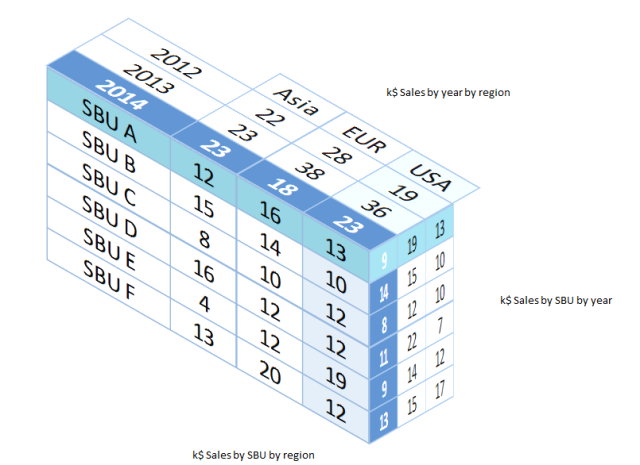 k$ Sales by year by region
Asia EUR USA
2012 22 28 19
2013 23 38 36
2014 23 18 23
SBU A 12 16 13
SBU B 15 14 10
SBU C 8 10 12
SBU D 16 12 12
SBU E 4 12 19
SBU F 13 20 12
9 19 13
14 15 10
8 12 10
11 22 7
9 14 12
13 15 17
k$ Sales by SBU by year
k$ Sales by SBU by region